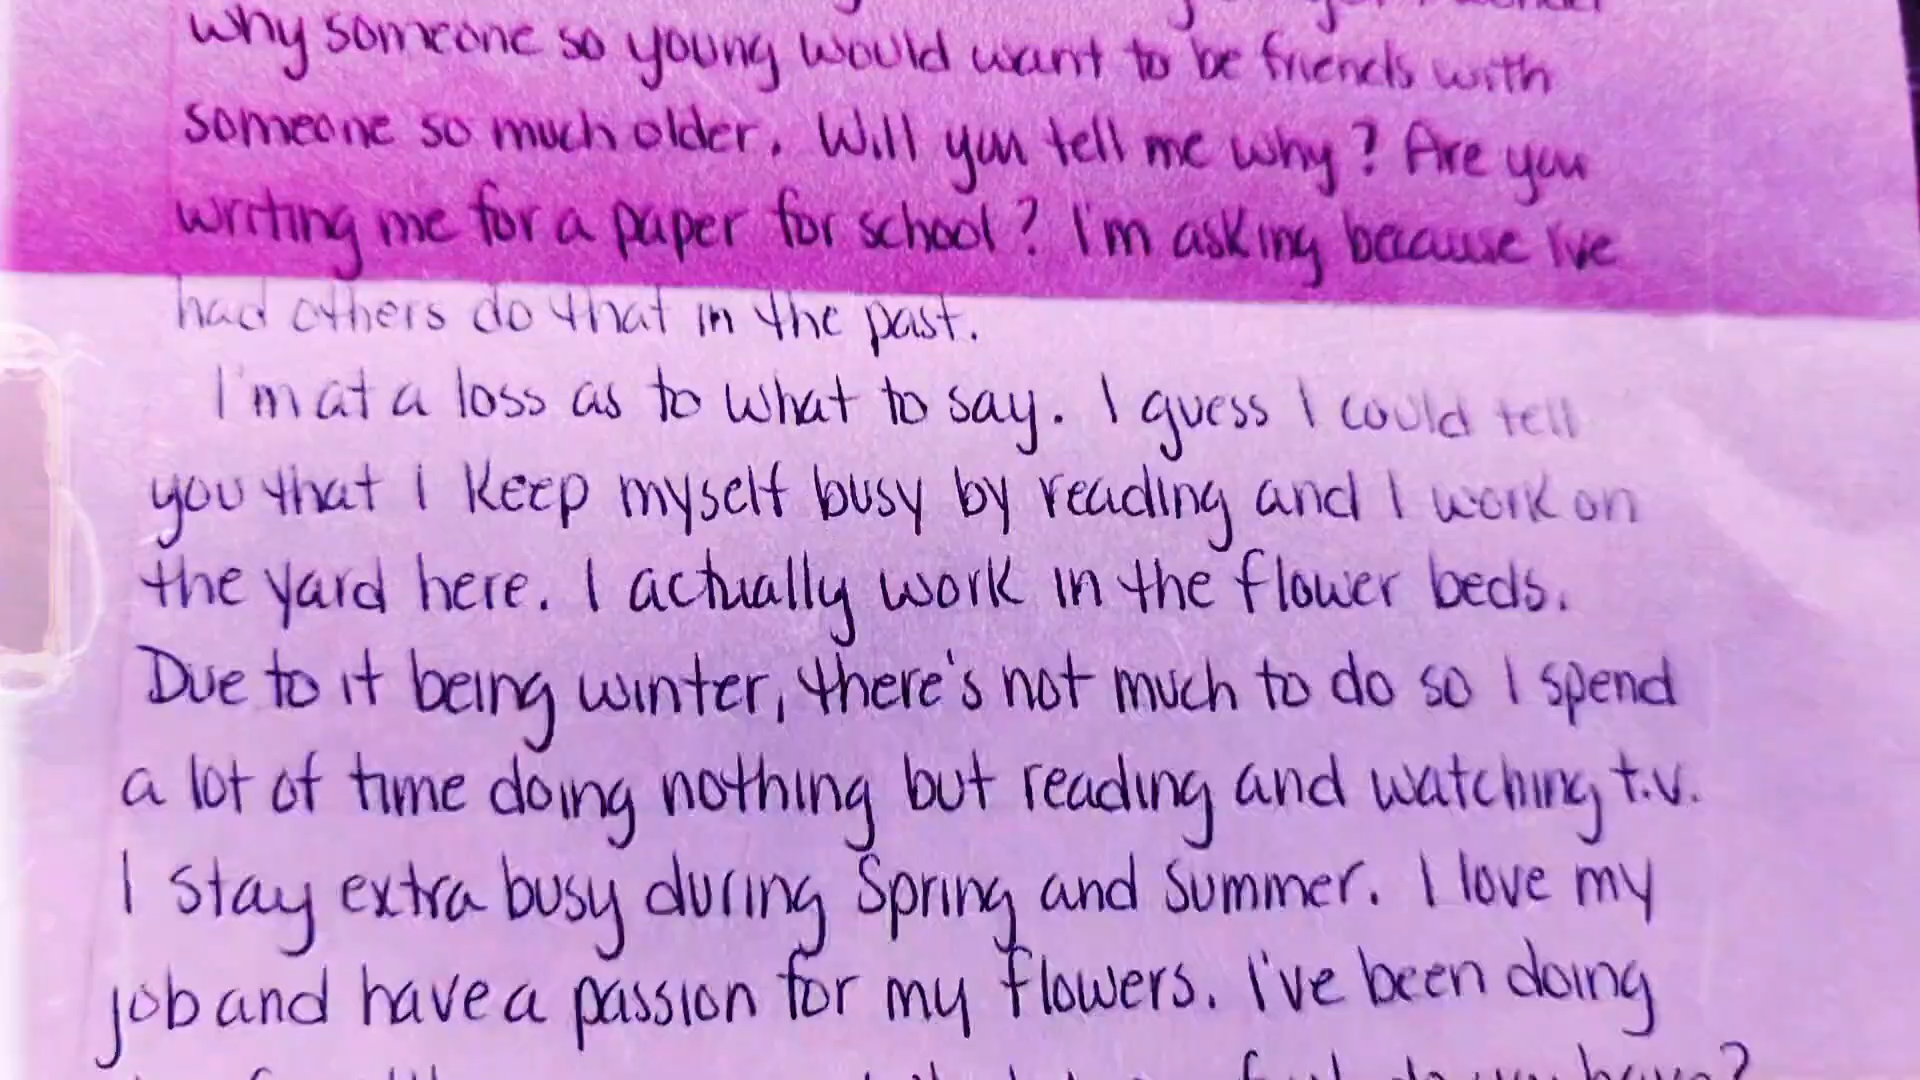 why someone so young would want to be friends with
someone so much older. Will you tell me why? Are you
writing me for a paper for school? I'm asking because I've
had others do that in the past.
I'm at a loss as to what to say. I guess I could tell
you that I keep myself busy by reading and I work on
the yard here. I actually work in the flower beds.
Due to it being winter, there's not much to do so I spend
a lot of time doing nothing but reading and watching t.v.
I stay extra busy during Spring and Summer. I love my
job and have a passion for my flowers. I've been doing
do you have?